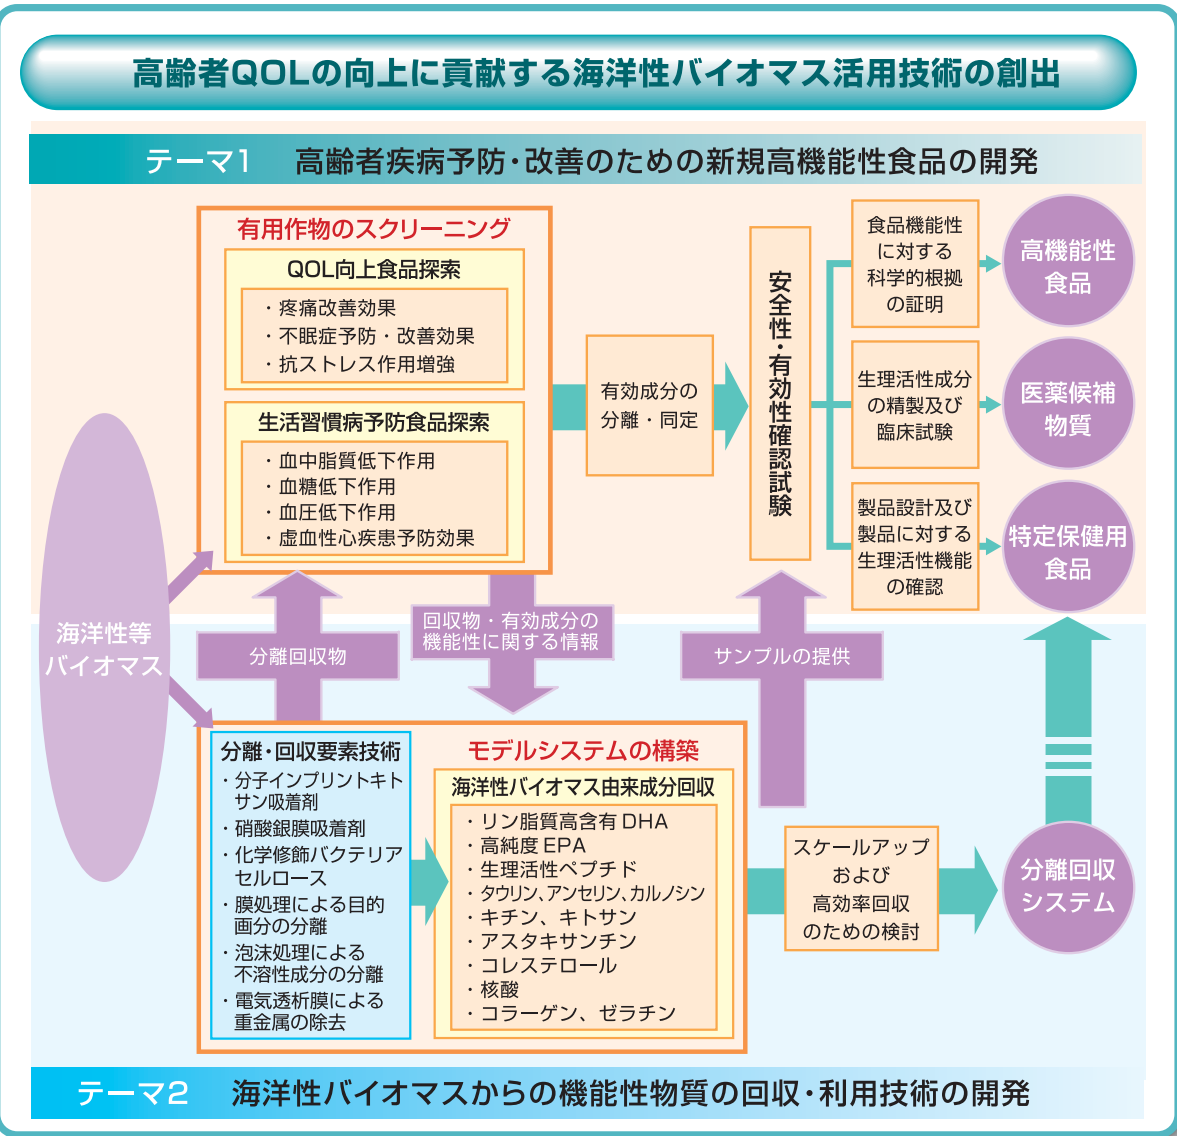 高齢者QOLの向上に貢献する海洋性バイオマス活用技術の創出
テーマ1 高齢者疾病予防・改善のための新規高機能性食品の開発
有用作物のスクリーニング
QOL向上食品探索
・疼痛改善効果
・不眠症予防・改善効果
・抗ストレス作用増強
生活習慣病予防食品探索
・血中脂質低下作用
・血糖低下作用
・血圧低下作用
・虚血性心疾患予防効果
有効成分の
分離・同定
安全性・有効性確認試験
食品機能性
に対する
科学的根拠
の証明
高機能性
食品
生理活性成分
の精製及び
臨床試験
医薬候補
物質
製品設計及び
製品に対する
生理活性機能
の確認
特定保健用
食品
海洋性等
バイオマス
分離回収物
回収物・有効成分の
機能性に関する情報
サンプルの提供
分離・回収要素技術
・分子インプリントキト
サン吸着剤
・硝酸銀膜吸着剤
・化学修飾バクテリア
セルロース
・膜処理による目的
画分の分離
・泡沫処理による
不溶性成分の分離
・電気透析膜による
重金属の除去
モデルシステムの構築
海洋性バイオマス由来成分回収
・リン脂質高含有DHA
・高純度EPA
・生理活性ペプチド
・タウリン、アンセリン、カルノシン
・キチン、キトサン
・アスタキサンチン
・コレステロール
・核酸
・コラーゲン、ゼラチン
スケールアップ
および
高効率回収
のための検討
分離回収
システム
テーマ2 海洋性バイオマスからの機能性物質の回収・利用技術の開発